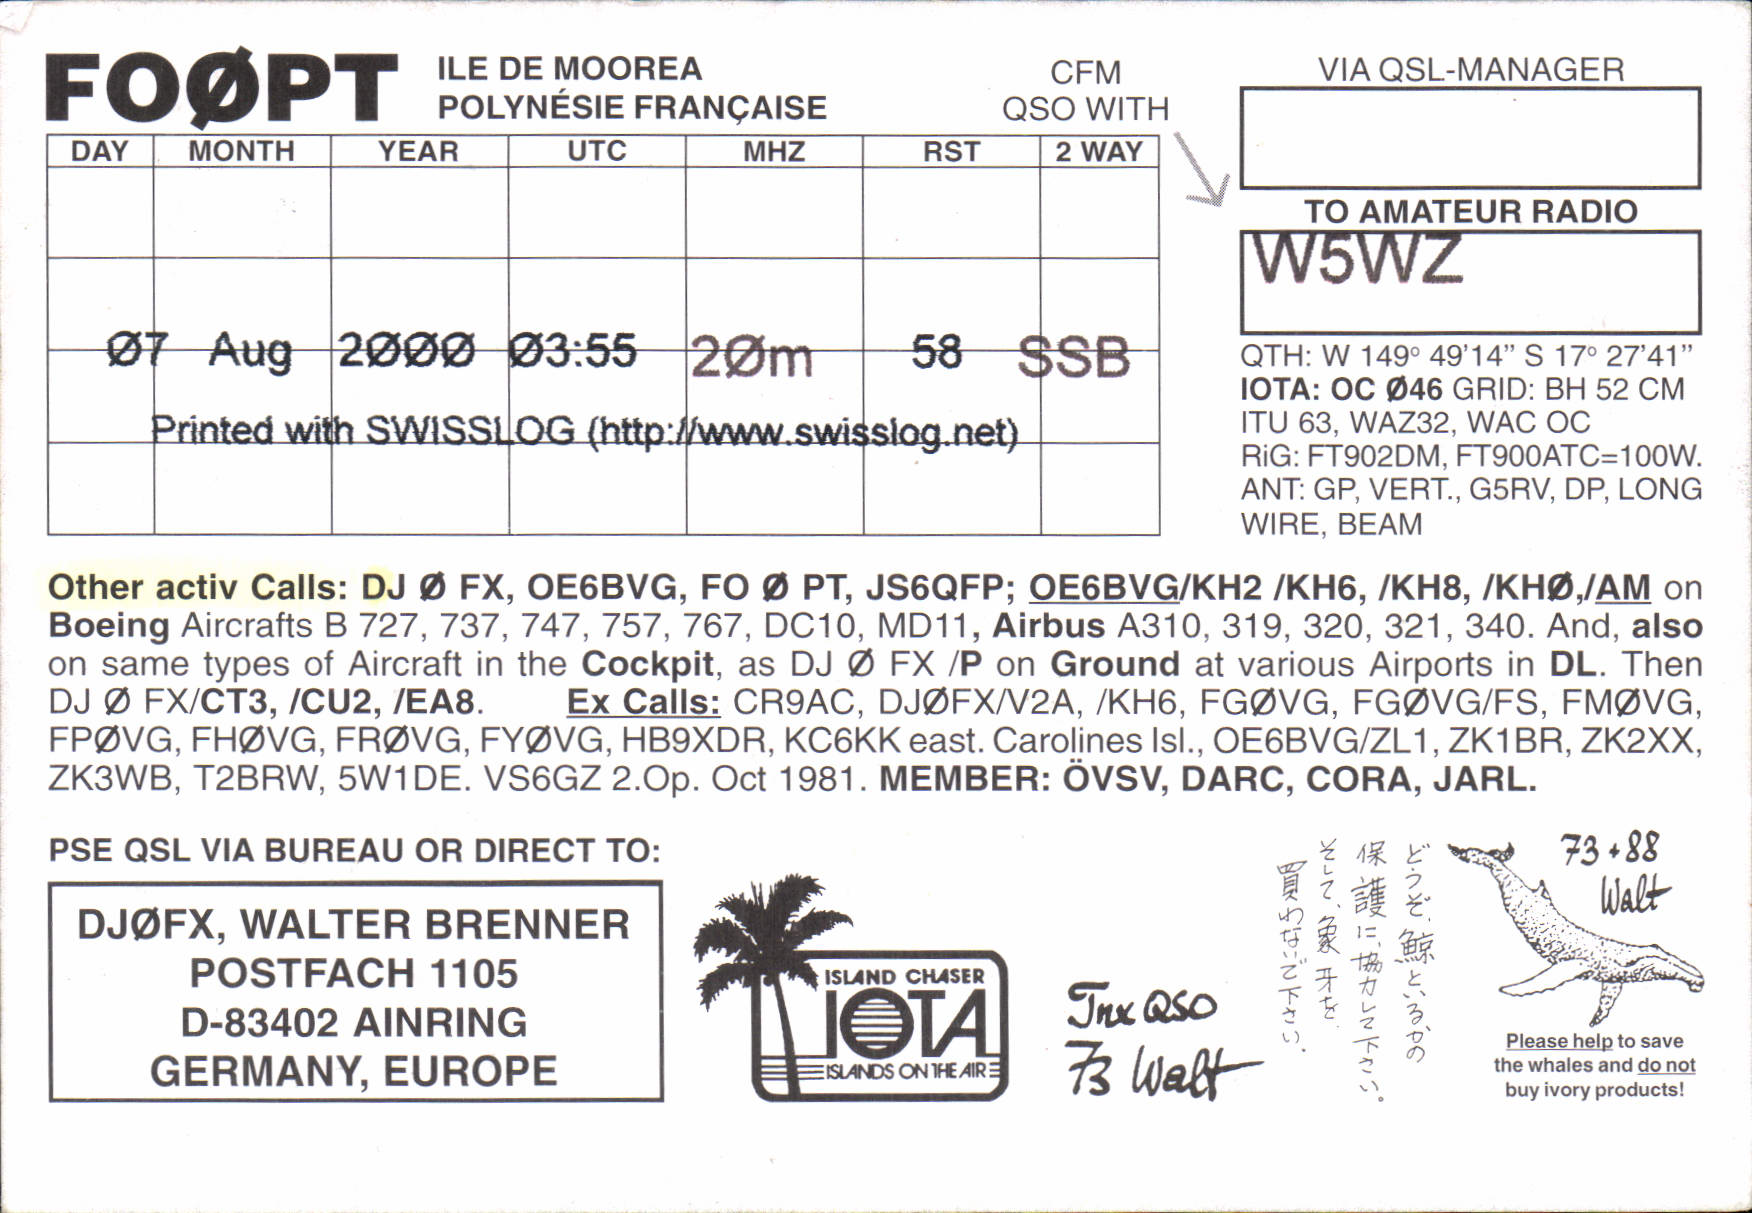 FOØPT
ILE DE MOOREA
POLYNÉSIE FRANÇAISE
CFM
QSO WITH
VIA QSL-MANAGER
DAY MONTH YEAR UTC MHZ RST 2 WAY
TO AMATEUR RADIO
W5WZ
Ø7 Aug 2ØØØ Ø3:55 2Øm 58 SSB
Printed with SWISSLOG (http://www.swisslog.net)
QTH: W 149° 49'14” S 17° 27'41”
IOTA: OC Ø46 GRID: BH 52 CM
ITU 63, WAZ32, WAC OC
RiG: FT902DM, FT900ATC=100W.
ANT: GP, VERT., G5RV, DP, LONG
WIRE, BEAM
Other activ Calls: DJ Ø FX, OE6BVG, FO Ø PT, JS6QFP; OE6BVG/KH2 /KH6, /KH8, /KHØ,/AM on
Boeing Aircrafts B 727, 737, 747, 757, 767, DC10, MD11, Airbus A310, 319, 320, 321, 340. And, also
on same types of Aircraft in the Cockpit, as DJ Ø FX /P on Ground at various Airports in DL. Then
DJ Ø FX/CT3, /CU2, /EA8. Ex Calls: CR9AC, DJØFX/V2A, /KH6, FGØVG, FGØVG/FS, FMØVG,
FPØVG, FHØVG, FRØVG, FYØVG, HB9XDR, KC6KK east. Carolines Isl., OE6BVG/ZL1, ZK1BR, ZK2XX,
ZK3WB, T2BRW, 5W1DE. VS6GZ 2.Op. Oct 1981. MEMBER: ÖVSV, DARC, CORA, JARL.
PSE QSL VIA BUREAU OR DIRECT TO:
DJØFX, WALTER BRENNER
POSTFACH 1105
D-83402 AINRING
GERMANY, EUROPE
ISLAND CHASER
IOTA
ISLANDS ON THE AIR
Tnx QSO
73 Walt
どうぞ、鯨といるかの
保護に、協力して下さい。
そして、象牙を
買わないで下さい.
73 + 88
Walt
Please help to save
the whales and do not
buy ivory products!